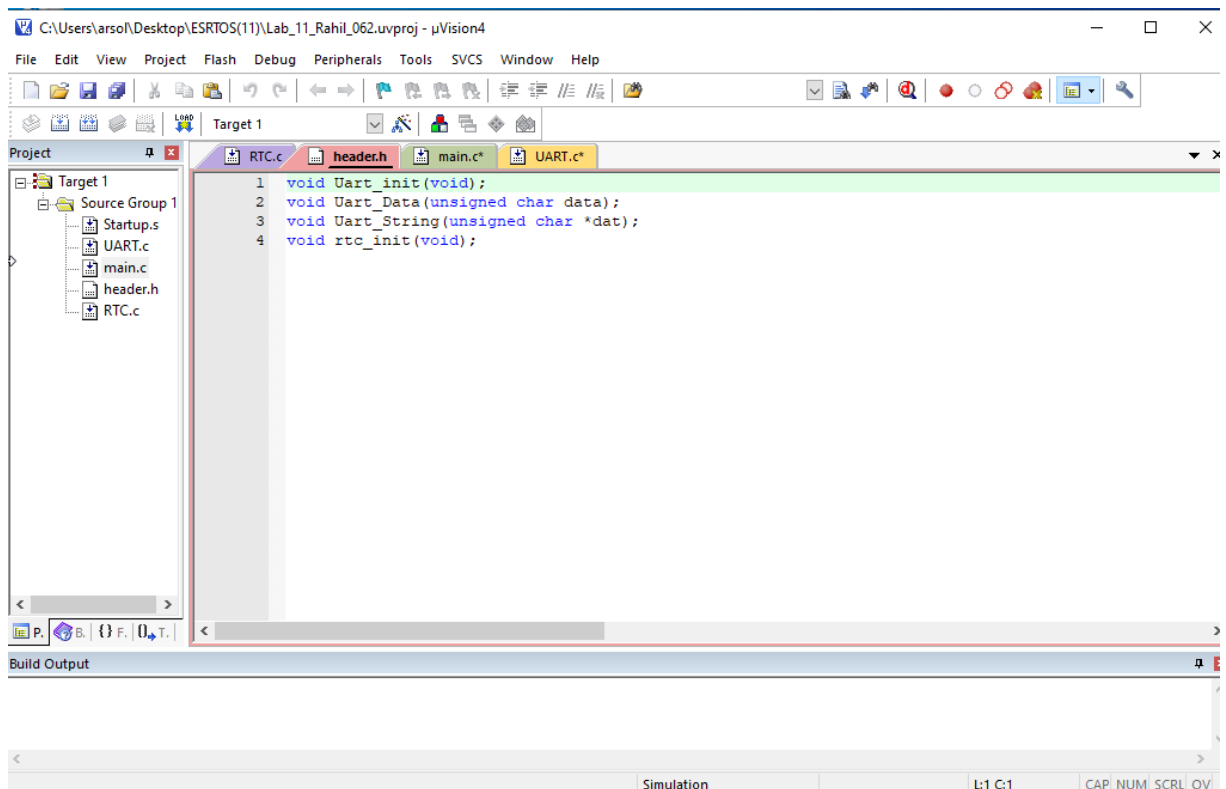 C:\Users\arsol\Desktop\ESRTOS(11)\Lab_11_Rahil_062.uvproj - µVision4
File Edit View Project Flash Debug Peripherals Tools SVCS Window Help
LOAD Target 1
Project RTC.c header.h main.c* UART.c*
Target 1
Source Group 1
Startup.s
UART.c
main.c
header.h
RTC.c
1 void Uart_init(void);
2 void Uart_Data(unsigned char data);
3 void Uart_String(unsigned char *dat);
4 void rtc_init(void);
P. B. {} F. 0 T.
Build Output
Simulation L:1 C:1 CAP NUM SCRL OV